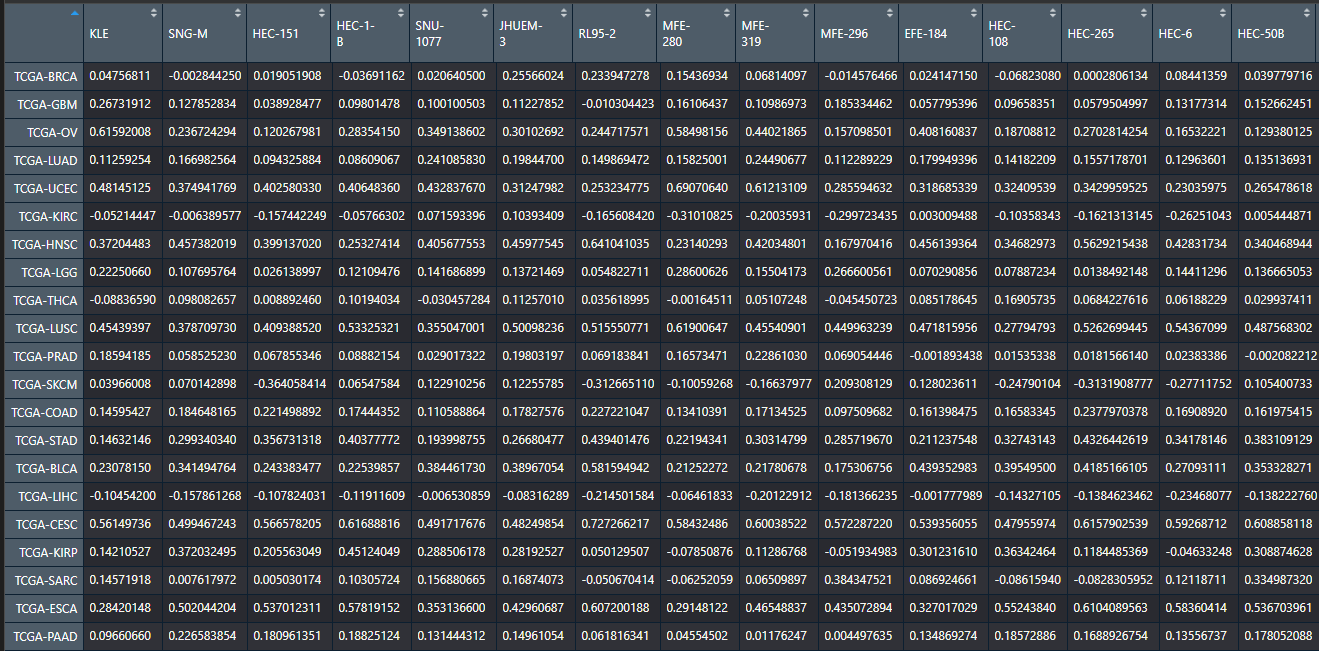 KLE SNG-M HEC-151 HEC-1-B SNU-1077 JHUEM-3 RL95-2 MFE-280 MFE-319 MFE-296 EFE-184 HEC-108 HEC-265 HEC-6 HEC-50B
TCGA-BRCA 0.04756811 -0.002844250 0.019051908 -0.03691162 0.020640500 0.25566024 0.233947278 0.15436934 0.06814097 -0.014576466 0.024147150 -0.06823080 0.0002806134 0.08441359 0.039779716
TCGA-GBM 0.26731912 0.127852834 0.038928477 0.09801478 0.100100503 0.11227852 -0.010304423 0.16106437 0.10986973 0.185334462 0.057795396 0.09658351 0.0579504997 0.13177314 0.152662451
TCGA-OV 0.61592008 0.236724294 0.120267981 0.28354150 0.349138602 0.30102692 0.244717571 0.58498156 0.44021865 0.157098501 0.408160837 0.18708812 0.2702814254 0.16532221 0.129380125
TCGA-LUAD 0.11259254 0.166982564 0.094325884 0.08609067 0.241085830 0.19844700 0.149869472 0.15825001 0.24490677 0.112289229 0.179949396 0.14182209 0.1557178701 0.12963601 0.135136931
TCGA-UCEC 0.48145125 0.374941769 0.402580330 0.40648360 0.432837670 0.31247982 0.253234775 0.69070640 0.61213109 0.285594632 0.318685339 0.32409539 0.3429959525 0.23035975 0.265478618
TCGA-KIRC -0.05214447 -0.006389577 -0.157442249 -0.05766302 0.071593396 0.10393409 -0.165608420 -0.31010825 -0.20035931 -0.299723435 0.003009488 -0.10358343 -0.1621313145 -0.26251043 0.005444871
TCGA-HNSC 0.37204483 0.457382019 0.399137020 0.25327414 0.405677553 0.45977545 0.641041035 0.23140293 0.42034801 0.167970416 0.456139364 0.34682973 0.5629215438 0.42831734 0.340468944
TCGA-LGG 0.22250660 0.107695764 0.026138997 0.12109476 0.141686899 0.13721469 0.054822711 0.28600626 0.15504173 0.266600561 0.070290856 0.07887234 0.0138492148 0.14411296 0.136665053
TCGA-THCA -0.08836590 0.098082657 0.008892460 0.10194034 -0.030457284 0.11257010 0.035618995 -0.00164511 0.05107248 -0.045450723 0.085178645 0.16905735 0.0684227616 0.06188229 0.029937411
TCGA-LUSC 0.45439397 0.378709730 0.409388520 0.53325321 0.355047001 0.50098236 0.515550771 0.61900647 0.45540901 0.449963239 0.471815956 0.27794793 0.5262699445 0.54367099 0.487568302
TCGA-PRAD 0.18594185 0.058525230 0.067855346 0.08882154 0.029017322 0.19803197 0.069183841 0.16573471 0.22861030 0.069054446 -0.001893438 0.01535338 0.0181566140 0.02383386 -0.002082212
TCGA-SKCM 0.03966008 0.070142898 -0.364058414 0.06547584 0.122910256 0.12255785 -0.312665110 -0.10059268 -0.16637977 0.209308129 0.128023611 -0.24790104 -0.3131908777 -0.27711752 0.105400733
TCGA-COAD 0.14595427 0.184648165 0.221498892 0.17444352 0.110588864 0.17827576 0.227221047 0.13410391 0.17134525 0.097509682 0.161398475 0.16583345 0.2377970378 0.16908920 0.161975415
TCGA-STAD 0.14632146 0.299340340 0.356731318 0.40377772 0.193998755 0.26680477 0.439401476 0.22194341 0.30314799 0.285719670 0.211237548 0.32743143 0.4326442619 0.34178146 0.383109129
TCGA-BLCA 0.23078150 0.341494764 0.243383477 0.22539857 0.384461730 0.38967054 0.581594942 0.21252272 0.21780678 0.175306756 0.439352983 0.39549500 0.4185166105 0.27093111 0.353328271
TCGA-LIHC -0.10454200 -0.157861268 -0.107824031 -0.11911609 -0.006530859 -0.08316289 -0.214501584 -0.06461833 -0.20122912 -0.181366235 -0.001777989 -0.14327105 -0.1384623462 -0.23468077 -0.138222760
TCGA-CESC 0.56149736 0.499467243 0.566578205 0.61688816 0.491717676 0.48249854 0.727266217 0.58432486 0.60038522 0.572287220 0.539356055 0.47955974 0.6157902539 0.59268712 0.608858118
TCGA-KIRP 0.14210527 0.372032495 0.205563049 0.45124049 0.288506178 0.28192527 0.050129507 -0.07850876 0.11286768 -0.051934983 0.301231610 0.36342464 0.1184485369 -0.04633248 0.308874628
TCGA-SARC 0.14571918 0.007617972 0.005030174 0.10305724 0.156880665 0.16874073 -0.050670414 -0.06252059 0.06509897 0.384347521 0.086924661 -0.08615940 -0.0828305952 0.12118711 0.334987320
TCGA-ESCA 0.28420148 0.502044204 0.537012311 0.57819152 0.353136600 0.42960687 0.607200188 0.29148122 0.46548837 0.435072894 0.327017029 0.55243840 0.6104089563 0.58360414 0.536703961
TCGA-PAAD 0.09660660 0.226583854 0.180961351 0.18825124 0.131444312 0.14961054 0.061816341 0.04554502 0.01176247 0.004497635 0.134869274 0.18572886 0.1688926754 0.13556737 0.178052088